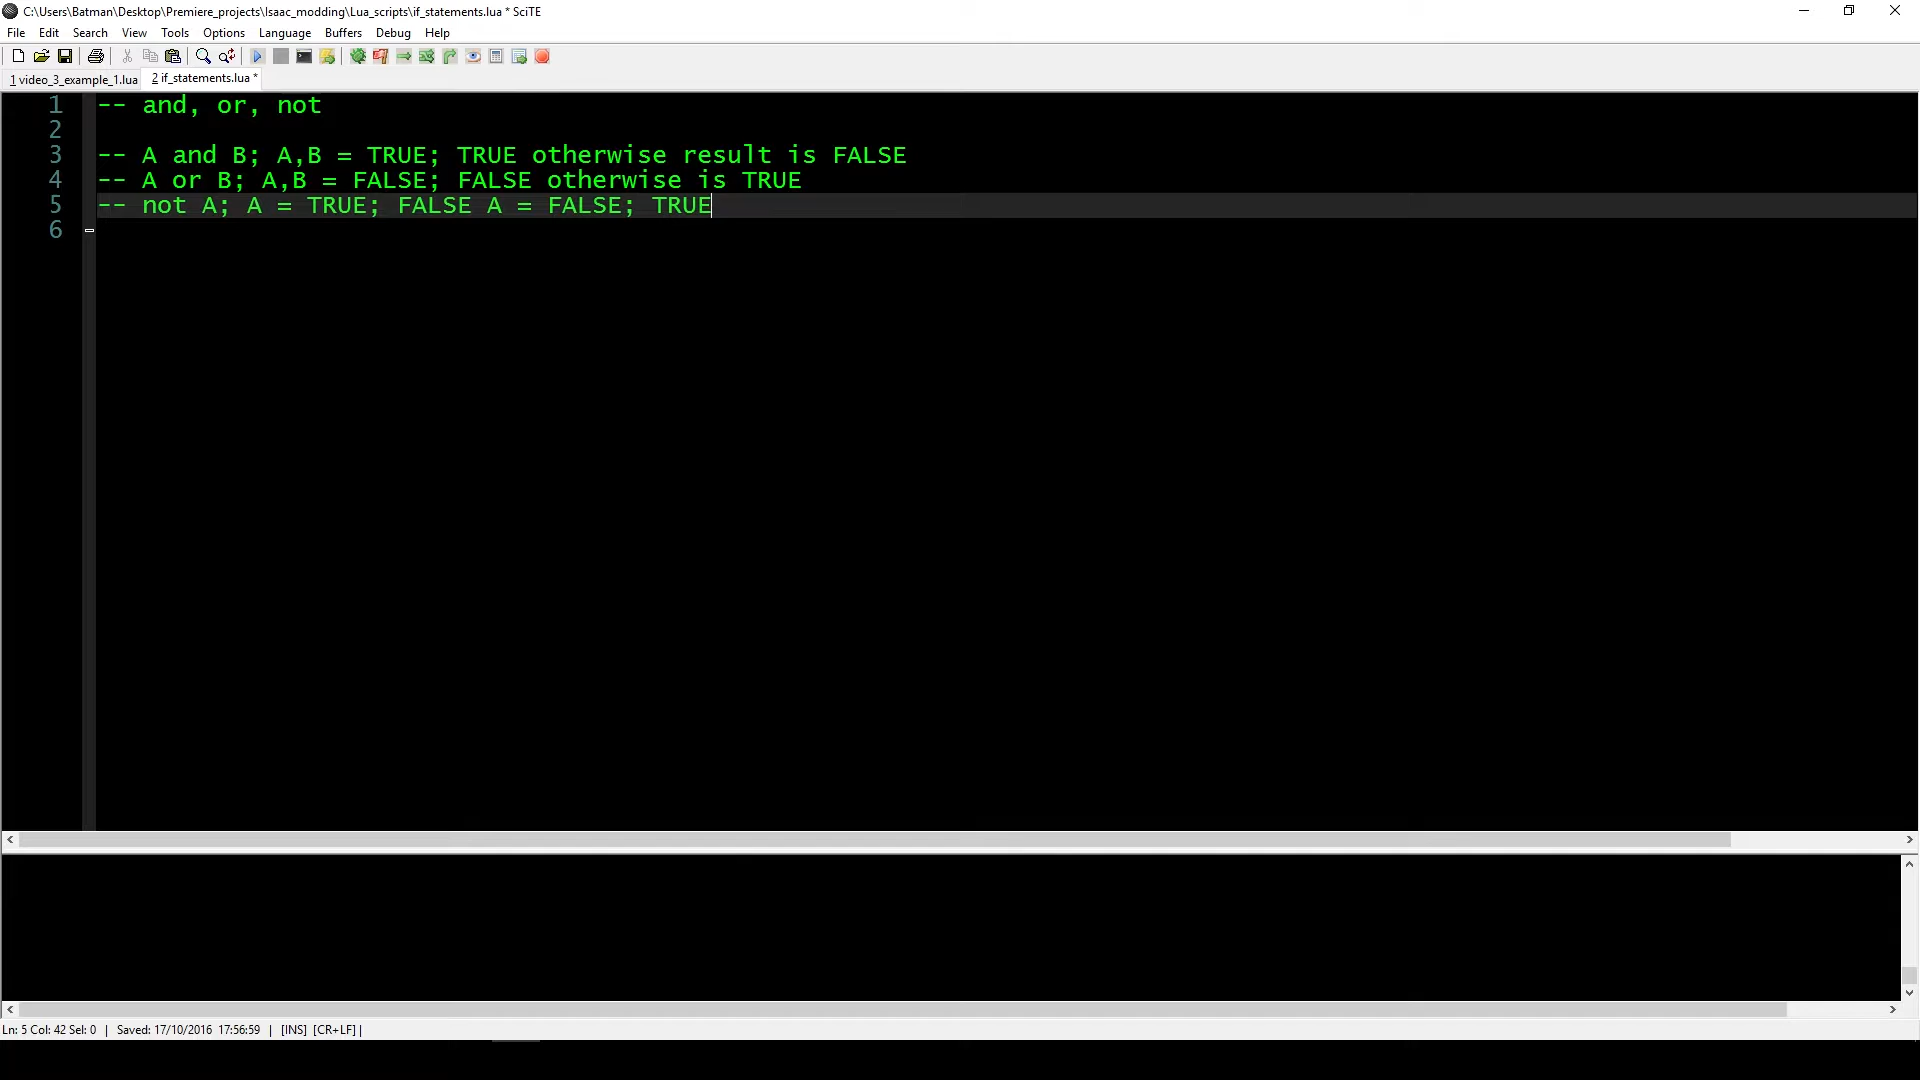 C:\Users\Batman\Desktop\Premiere_projects\Isaac_modding\Lua_scripts\if_statements.lua * SciTE
File Edit Search View Tools Options Language Buffers Debug Help
1 video_3_example_1.lua 2 if_statements.lua *
1 -- and, or, not
2
3 -- A and B; A,B = TRUE; TRUE otherwise result is FALSE
4 -- A or B; A,B = FALSE; FALSE otherwise is TRUE
5 -- not A; A = TRUE; FALSE A = FALSE; TRUE
6
Ln: 5 Col: 42 Sel: 0 | Saved: 17/10/2016 17:56:59 | [INS] [CR+LF] |